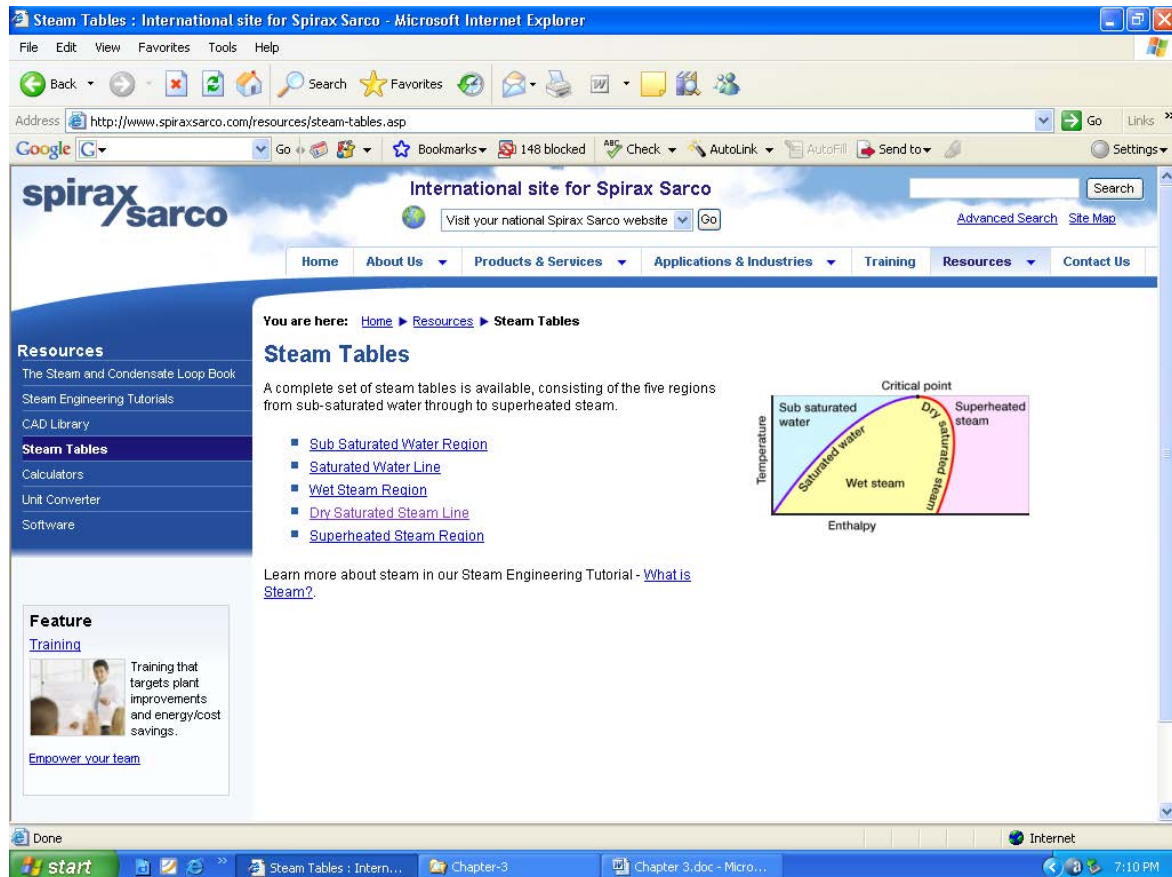 Steam Tables : International site for Spirax Sarco - Microsoft Internet Explorer
File Edit View Favorites Tools Help
Back Search Favorites
Address http://www.spiraxsarco.com/resources/steam-tables.asp Go Links »
Google G Go Bookmarks 148 blocked ABC Check AutoLink AutoFill Send to Settings
spirax sarco
International site for Spirax Sarco
Search
Visit your national Spirax Sarco website Go
Advanced Search Site Map
Home About Us Products & Services Applications & Industries Training Resources Contact Us
You are here: Home ▶ Resources ▶ Steam Tables
Resources
The Steam and Condensate Loop Book
Steam Engineering Tutorials
CAD Library
Steam Tables
Calculators
Unit Converter
Software
Steam Tables
A complete set of steam tables is available, consisting of the five regions
from sub-saturated water through to superheated steam.
Sub Saturated Water Region
Saturated Water Line
Wet Steam Region
Dry Saturated Steam Line
Superheated Steam Region
Learn more about steam in our Steam Engineering Tutorial - What is
Steam?.
Critical point
Sub saturated
water
Superheated
steam
Saturated water
Dry saturated steam
Wet steam
Temperature
Enthalpy
Feature
Training
Training that
targets plant
improvements
and energy/cost
savings.
Empower your team
Done Internet
start » Steam Tables : Intern... Chapter-3 Chapter 3.doc - Micro... 7:10 PM